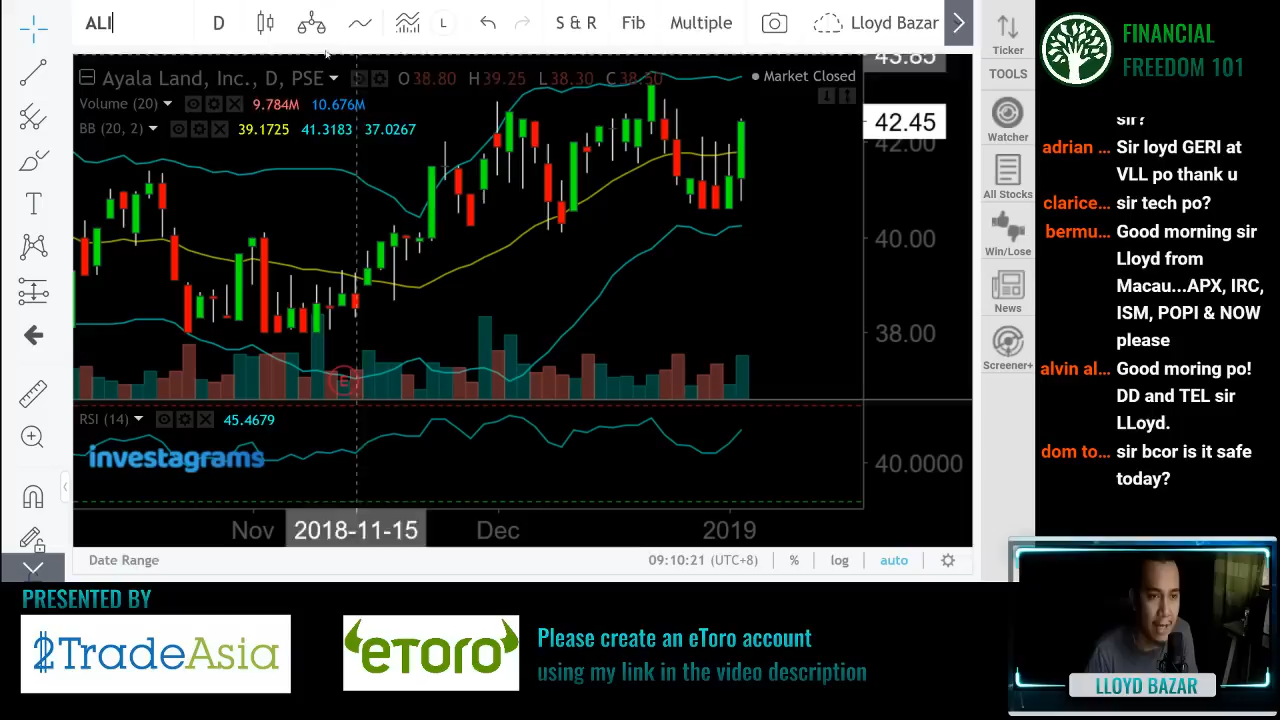 ALI
D
L
S & R
Fib
Multiple
Lloyd Bazar
Ticker
TOOLS
Watcher
All Stocks
Win/Lose
News
Screener+
Ayala Land, Inc., D, PSE
O 38.80 H 39.25 L 38.30 C 38.50
Market Closed
Volume (20)
9.784M 10.676M
BB (20, 2)
39.1725 41.3183 37.0267
43.85
42.45
42.00
40.00
38.00
E
RSI (14)
45.4679
investagrams
40.0000
Nov
2018-11-15
Dec
2019
Date Range
09:10:21 (UTC+8)
%
log
auto
FINANCIAL
FREEDOM 101
sir?
adrian ... Sir loyd GERI at
VLL po thank u
clarice... sir tech po?
bermu... Good morning sir
Lloyd from
Macau...APX, IRC,
ISM, POPI & NOW
please
alvin al... Good moring po!
DD and TEL sir
LLoyd.
dom to... sir bcor is it safe
today?
PRESENTED BY
2TradeAsia
eToro
Please create an eToro account
using my link in the video description
LLOYD BAZAR